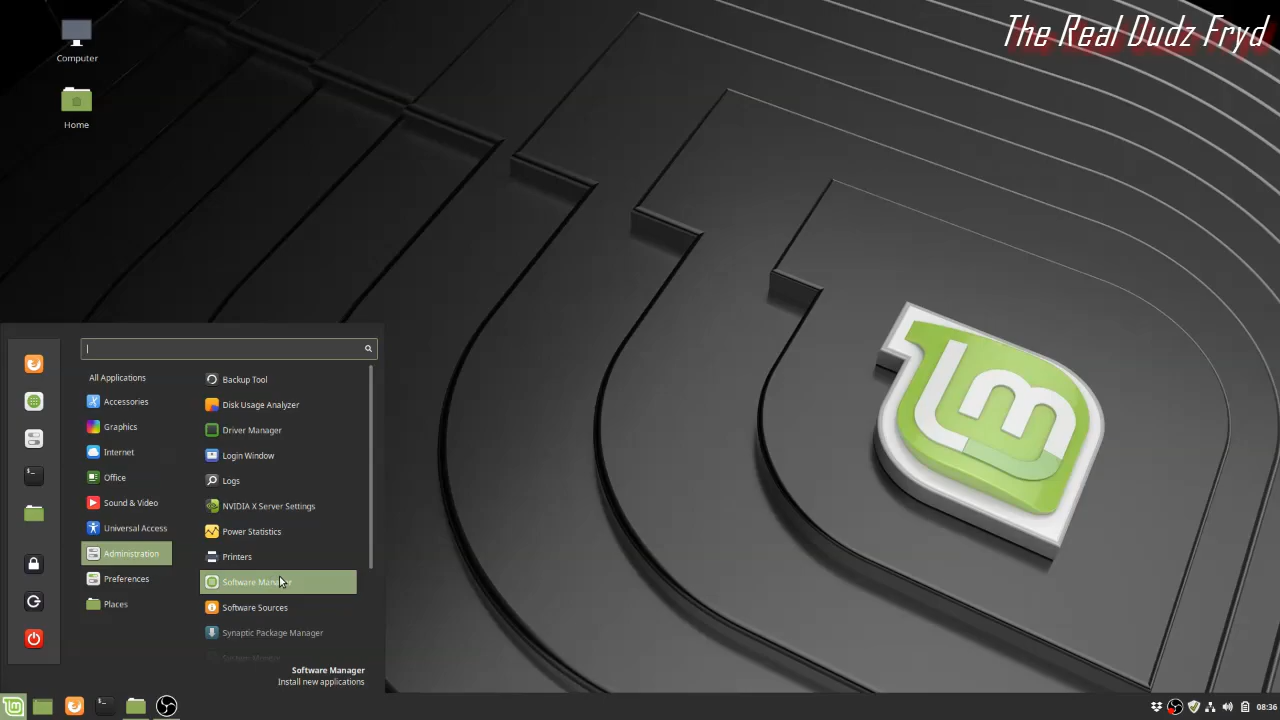 The Real Dudz Fryd
Computer
Home
All Applications
Accessories
Graphics
Internet
Office
Sound & Video
Universal Access
Administration
Preferences
Places
Backup Tool
Disk Usage Analyzer
Driver Manager
Login Window
Logs
NVIDIA X Server Settings
Power Statistics
Printers
Software Manager
Software Sources
Synaptic Package Manager
Software Manager
Install new applications
08:36